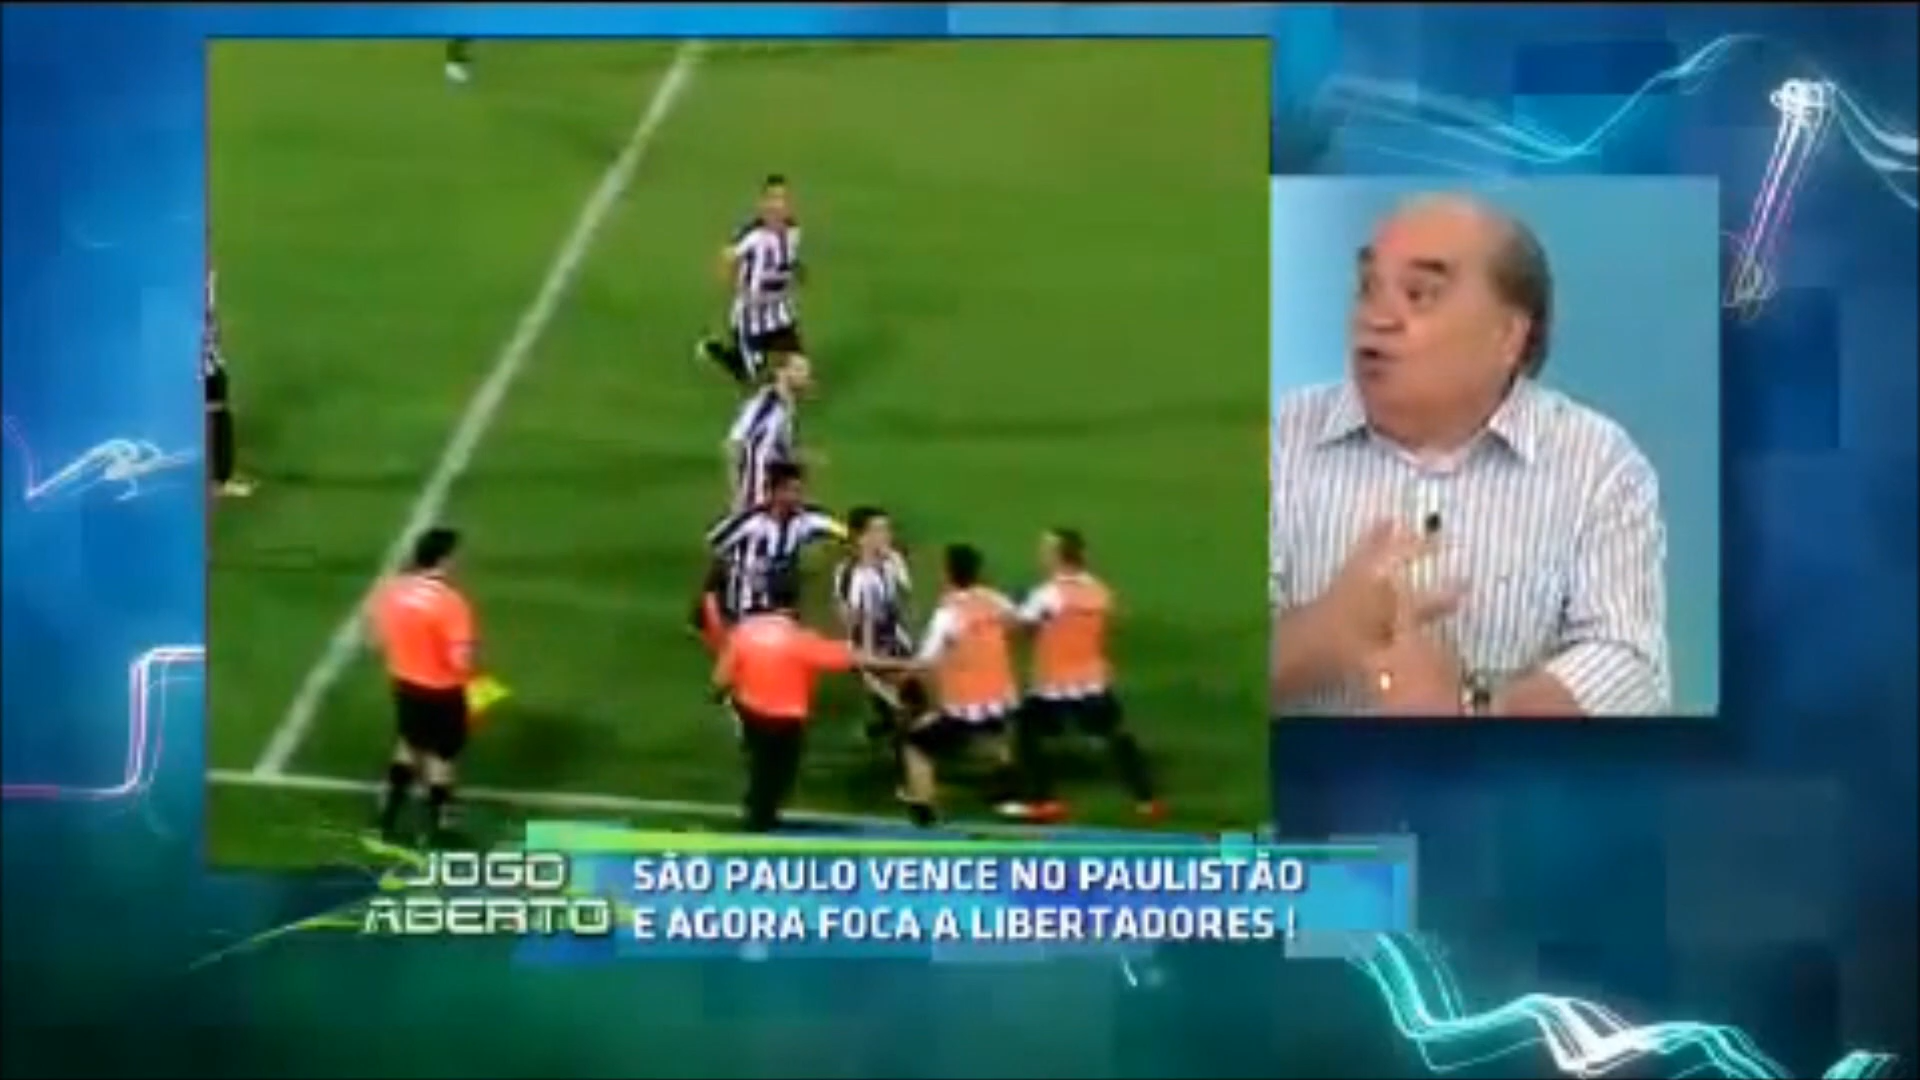 JOGO
ABERTO
SÃO PAULO VENCE NO PAULISTÃO
E AGORA FOCA A LIBERTADORES !